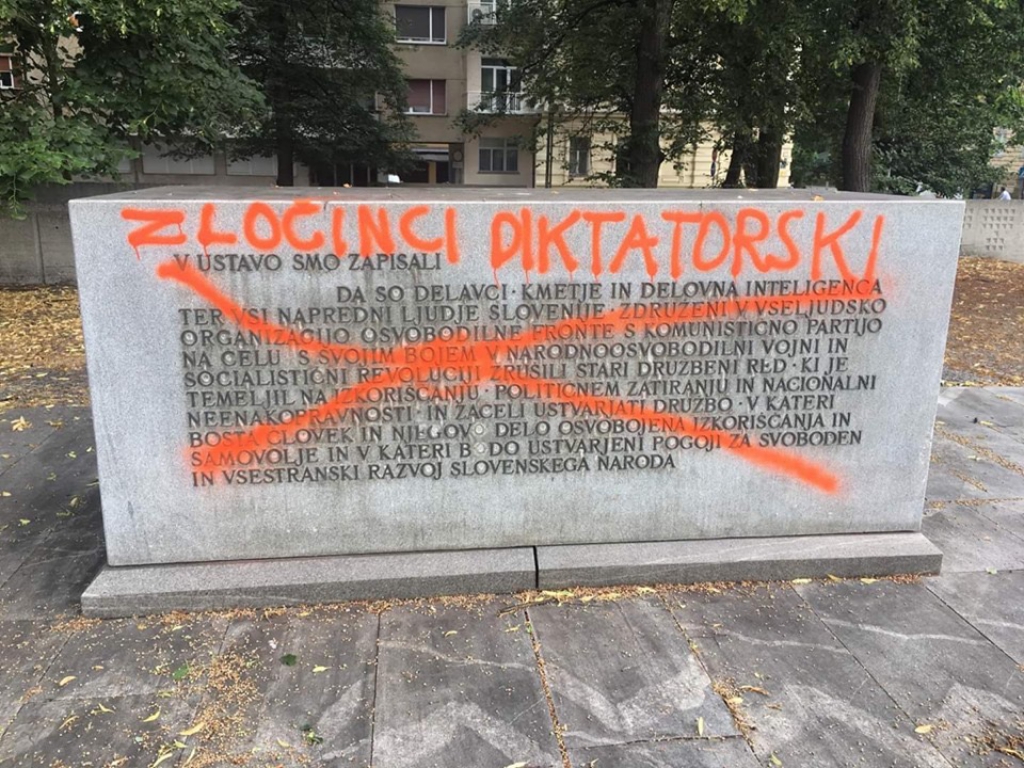 ZLOCINCI DIKTATORSKI
V USTAVO SMO ZAPISALI
DA SO DELAVCI · KMETJE IN DELOVNA INTELIGENCA
TER VSI NAPREDNI LJUDJE SLOVENIJE ZDRUŽENI V VSELJUDSKO
ORGANIZACIJO OSVOBODILNE FRONTE S KOMUNISTIČNO PARTIJO
NA ČELU S SVOJIM BOJEM V NARODNOOSVOBODILNI VOJNI IN
SOCIALISTIČNI REVOLUCIJI ZRUŠILI STARI DRUŽBENI RED · KI JE
TEMELJIL NA IZKORIŠČANJU · POLITIČNEM ZATIRANJU IN NACIONALNI
NEENAKOPRAVNOSTI · IN ZAČELI USTVARJATI DRUŽBO · V KATERI
BOSTA ČLOVEK IN NJEGOVO DELO OSVOBOJENA IZKORIŠČANJA IN
SAMOVOLJE IN V KATERI BODO USTVARJENI POGOJI ZA SVOBODEN
IN VSESTRANSKI RAZVOJ SLOVENSKEGA NARODA